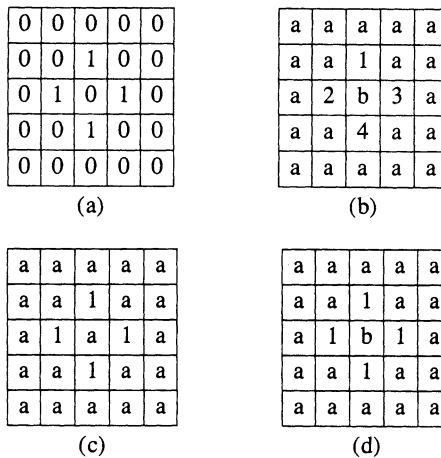 0 0 0 0 0
0 0 1 0 0
0 1 0 1 0
0 0 1 0 0
0 0 0 0 0
(a)
a a a a a
a a 1 a a
a 2 b 3 a
a a 4 a a
a a a a a
(b)
a a a a a
a a 1 a a
a 1 a 1 a
a a 1 a a
a a a a a
(c)
a a a a a
a a 1 a a
a 1 b 1 a
a a 1 a a
a a a a a
(d)